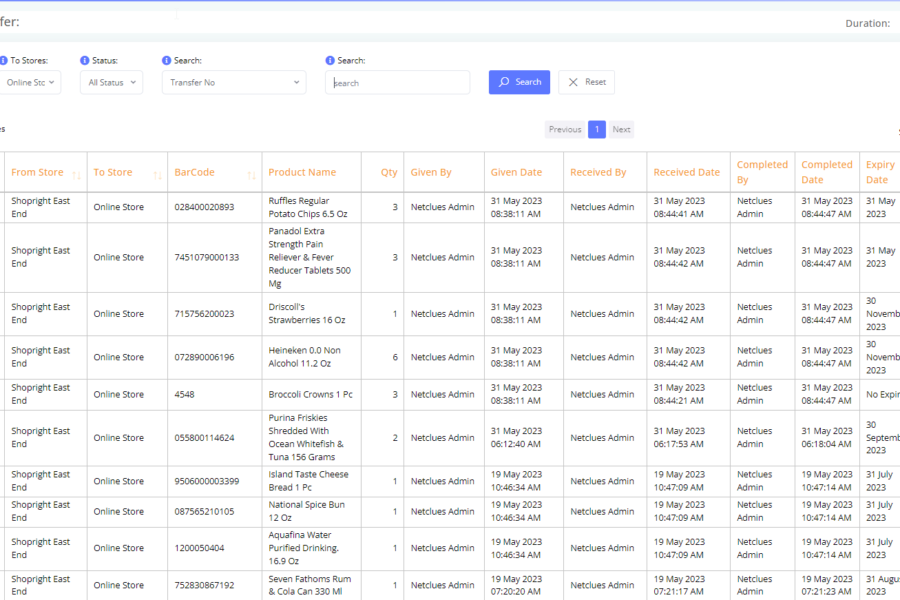 fer:
Duration:
To Stores:
Status:
Search:
Search:
Online Stc
All Status
Transfer No
search
Search
Reset
Previous 1 Next
From Store To Store BarCode Product Name Qty Given By Given Date Received By Received Date Completed By Completed Date Expiry Date
Shopright East End Online Store 028400020893 Ruffles Regular Potato Chips 6.5 Oz 3 Netclues Admin 31 May 2023 08:38:11 AM Netclues Admin 31 May 2023 08:44:41 AM Netclues Admin 31 May 2023 08:44:47 AM 31 May 2023
Shopright East End Online Store 7451079000133 Panadol Extra Strength Pain Reliever & Fever Reducer Tablets 500 Mg 3 Netclues Admin 31 May 2023 08:38:11 AM Netclues Admin 31 May 2023 08:44:42 AM Netclues Admin 31 May 2023 08:44:47 AM 31 May 2023
Shopright East End Online Store 715756200023 Driscoll's Strawberries 16 Oz 1 Netclues Admin 31 May 2023 08:38:11 AM Netclues Admin 31 May 2023 08:44:42 AM Netclues Admin 31 May 2023 08:44:47 AM 30 Novemb 2023
Shopright East End Online Store 072890006196 Heineken 0.0 Non Alcohol 11.2 Oz 6 Netclues Admin 31 May 2023 08:38:11 AM Netclues Admin 31 May 2023 08:44:42 AM Netclues Admin 31 May 2023 08:44:47 AM 30 Novemb 2023
Shopright East End Online Store 4548 Broccoli Crowns 1 Pc 3 Netclues Admin 31 May 2023 08:38:11 AM Netclues Admin 31 May 2023 08:44:21 AM Netclues Admin 31 May 2023 08:44:47 AM No Expir
Shopright East End Online Store 055800114624 Purina Friskies Shredded With Ocean Whitefish & Tuna 156 Grams 2 Netclues Admin 31 May 2023 06:12:40 AM Netclues Admin 31 May 2023 06:17:53 AM Netclues Admin 31 May 2023 06:18:04 AM 30 Septemb 2023
Shopright East End Online Store 9506000003399 Island Taste Cheese Bread 1 Pc 1 Netclues Admin 19 May 2023 10:46:34 AM Netclues Admin 19 May 2023 10:47:09 AM Netclues Admin 19 May 2023 10:47:14 AM 31 July 2023
Shopright East End Online Store 087565210105 National Spice Bun 12 Oz 1 Netclues Admin 19 May 2023 10:46:34 AM Netclues Admin 19 May 2023 10:47:09 AM Netclues Admin 19 May 2023 10:47:14 AM 31 July 2023
Shopright East End Online Store 1200050404 Aquafina Water Purified Drinking. 16.9 Oz 1 Netclues Admin 19 May 2023 10:46:34 AM Netclues Admin 19 May 2023 10:47:09 AM Netclues Admin 19 May 2023 10:47:14 AM 31 July 2023
Shopright East End Online Store 752830867192 Seven Fathoms Rum & Cola Can 330 Ml 1 Netclues Admin 19 May 2023 07:20:20 AM Netclues Admin 19 May 2023 07:21:17 AM Netclues Admin 19 May 2023 07:21:23 AM 31 Augu 2023